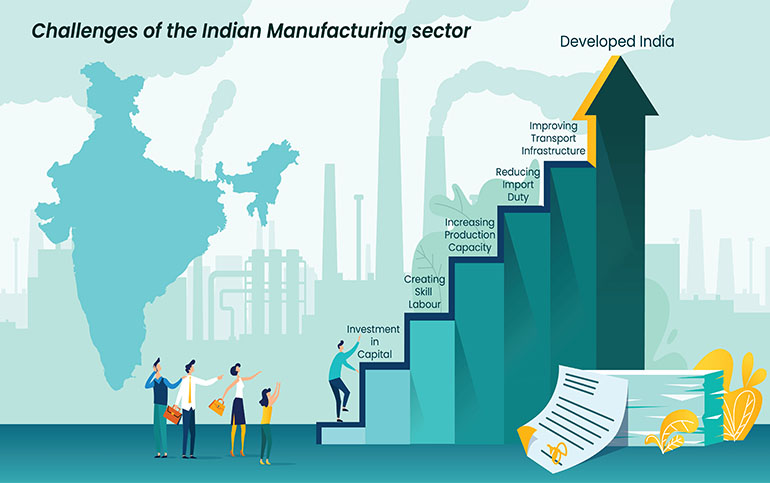 Challenges of the Indian Manufacturing sector
Developed India
Improving
Transport
Infrastructure
Reducing
Import
Duty
Increasing
Production
Capacity
Creating
Skill
Labour
Investment
in
Capital